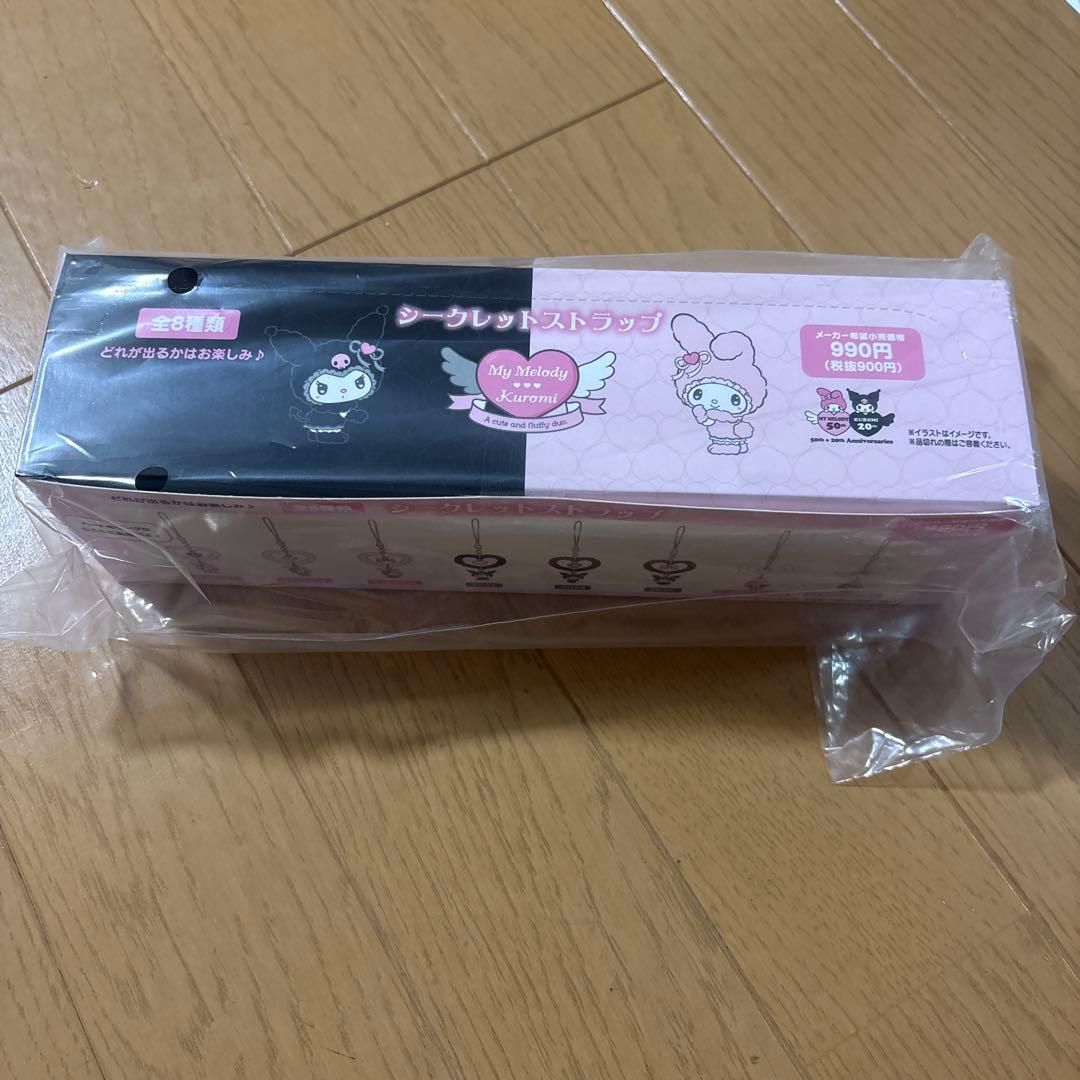 全8種類
どれが出るかはお楽しみ♪
シークレットストラップ
My Melody
♥♥♥
Kuromi
A cute and fluffy duo.
メーカー希望小売価格
990円
(税抜900円)
MY MELODY
50th
KUROMI
20th
50th & 20th Anniversaries
※イラストはイメージです。
※品切れの際はご容赦ください。
どれが出るかはお楽しみ♪
全8種類
シークレットストラップ